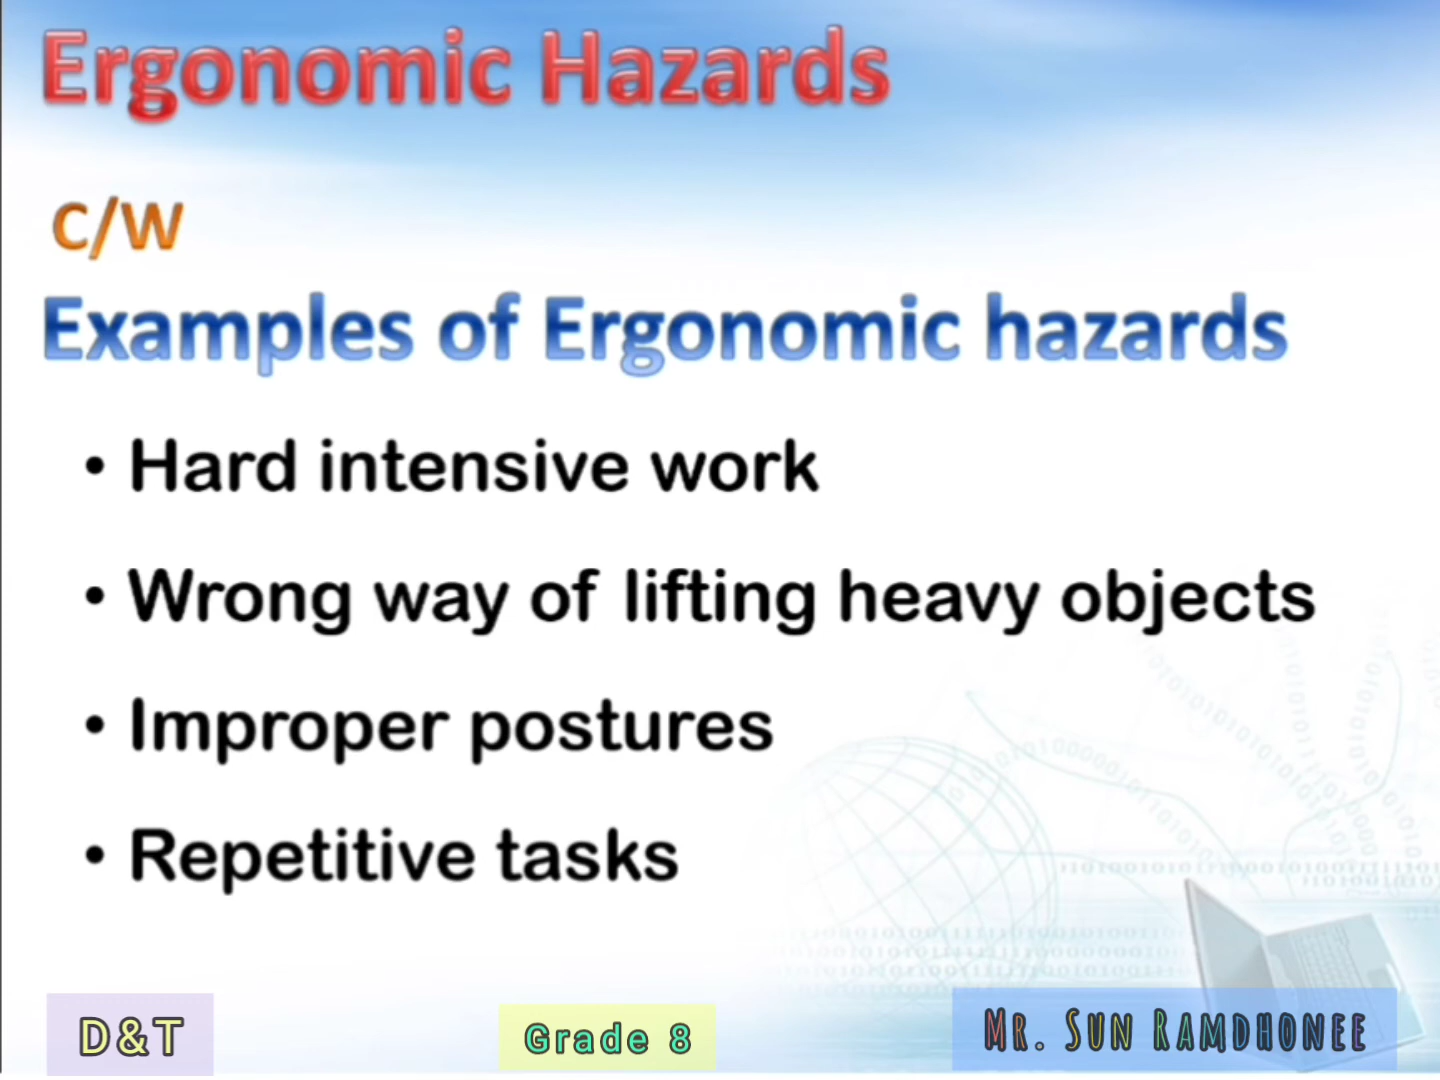 Ergonomic Hazards
C/W
Examples of Ergonomic hazards
• Hard intensive work
• Wrong way of lifting heavy objects
• Improper postures
• Repetitive tasks
D&T
Grade 8
MR. SUN RAMDHONEE